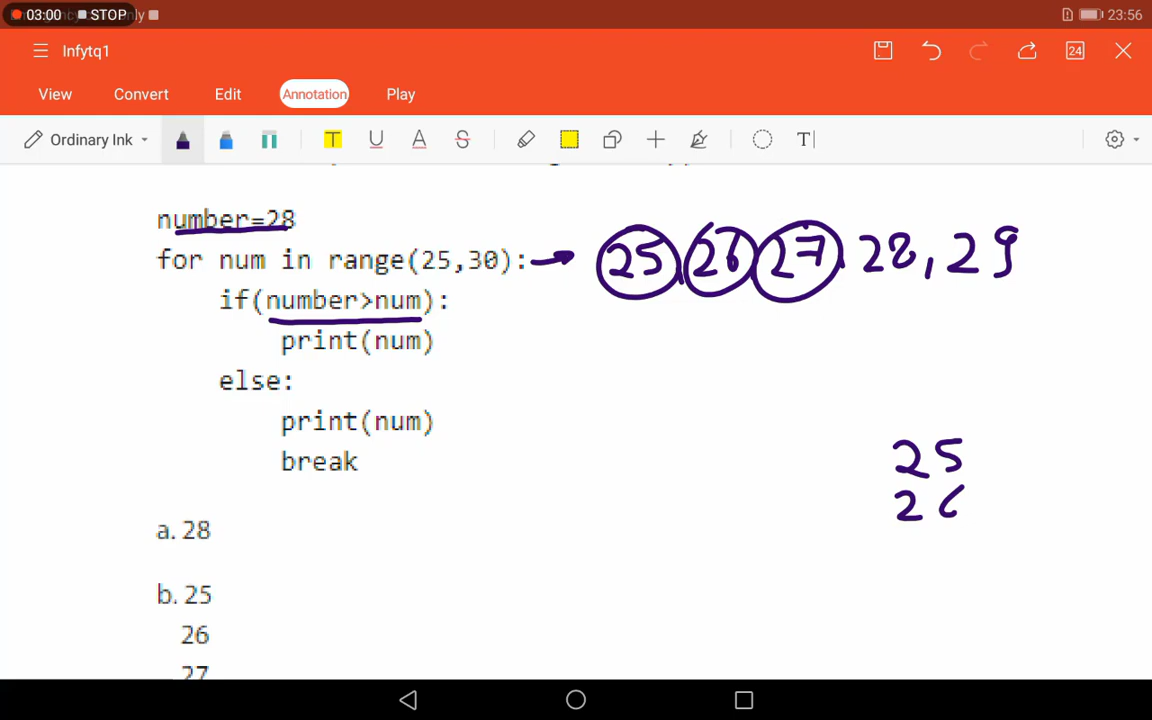 03:00 STOP nly 23:56
Infytq1 24
View Convert Edit Annotation Play
Ordinary Ink T U A S T
number=28
for num in range(25,30): 25, 26, 27, 28, 29
if(number>num):
print(num)
else:
print(num)
break
25
26
a. 28
b. 25
26
27